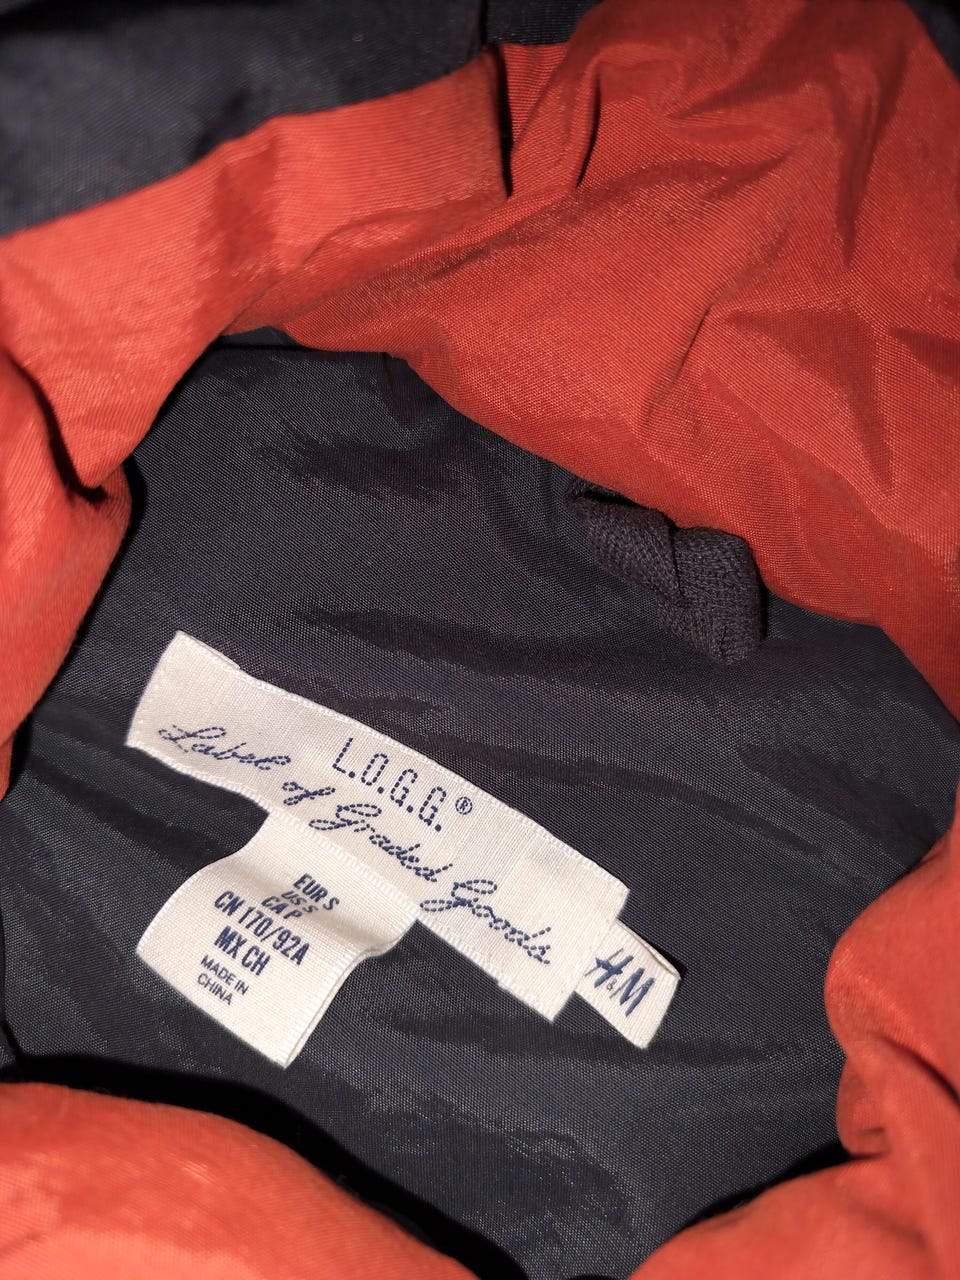 L.O.G.G.®
Label of Graded Goods
H&M
EUR S
US S
CA P
CN 170/92A
MX CH
MADE IN
CHINA